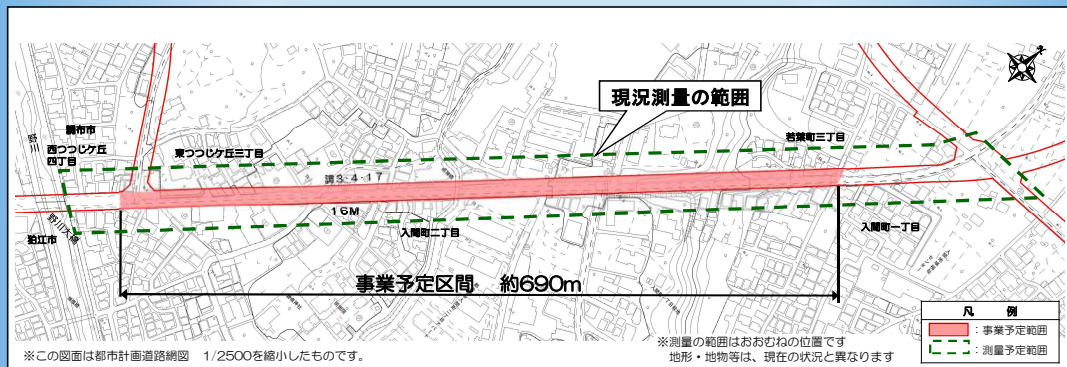 現況測量の範囲
調布市
野川
西つつじケ丘
四丁目
東つつじケ丘三丁目
若葉町三丁目
調3・4・17
16M
野川大橋
狛江市
入間町二丁目
入間町一丁目
事業予定区間 約690m
凡 例
:事業予定範囲
:測量予定範囲
※この図面は都市計画道路網図 1/2500を縮小したものです。
※測量の範囲はおおむねの位置です
地形・地物等は、現在の状況と異なります